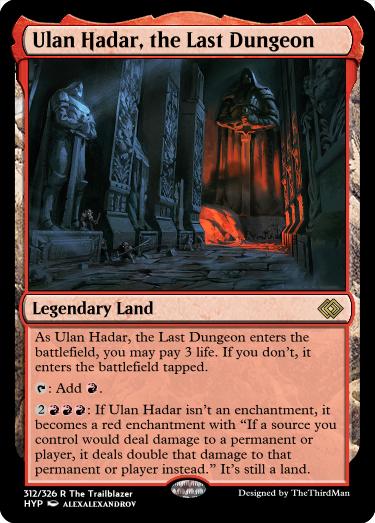 Ulan Hadar, the Last Dungeon
Legendary Land
As Ulan Hadar, the Last Dungeon enters the
battlefield, you may pay 3 life. If you don't, it
enters the battlefield tapped.
: Add .
2: If Ulan Hadar isn't an enchantment, it
becomes a red enchantment with “If a source you
control would deal damage to a permanent or
player, it deals double that damage to that
permanent or player instead.” It's still a land.
312/326 R The Trailblazer
HYP ALEXALEXANDROV
Designed by TheThirdMan